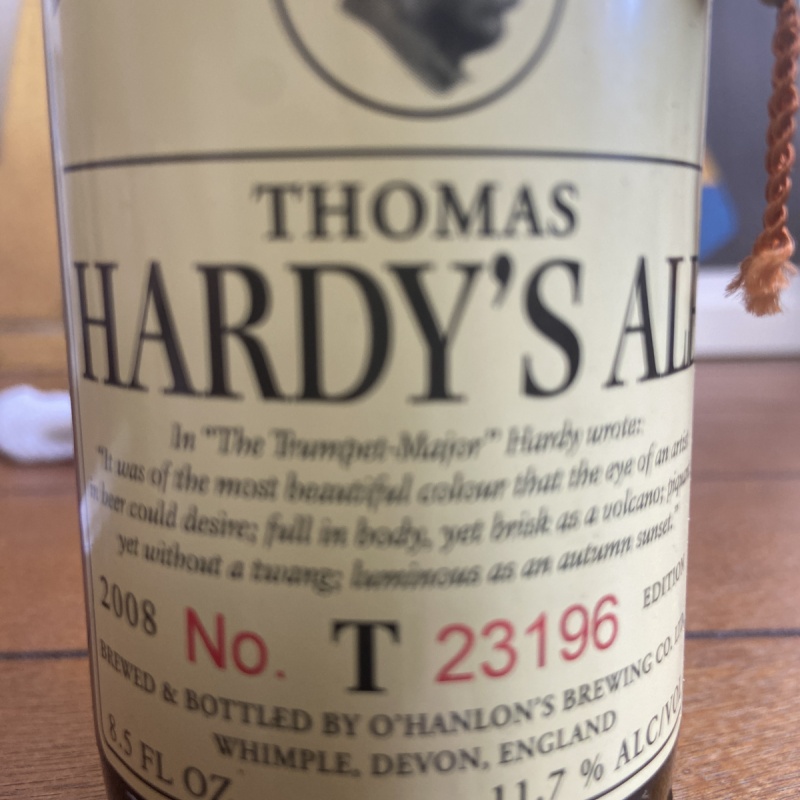 THOMAS
HARDY'S ALE
In "The Trumpet-Major" Hardy wrote:
"It was of the most beautiful colour that the eye of an artist
in beer could desire; full in body, yet brisk as a volcano; piquant,
yet without a twang; luminous as an autumn sunset."
2008 No. T 23196 EDITION
BREWED & BOTTLED BY O'HANLON'S BREWING CO. LTD.
WHIMPLE, DEVON, ENGLAND
8.5 FL OZ 11.7 % ALC/VOL